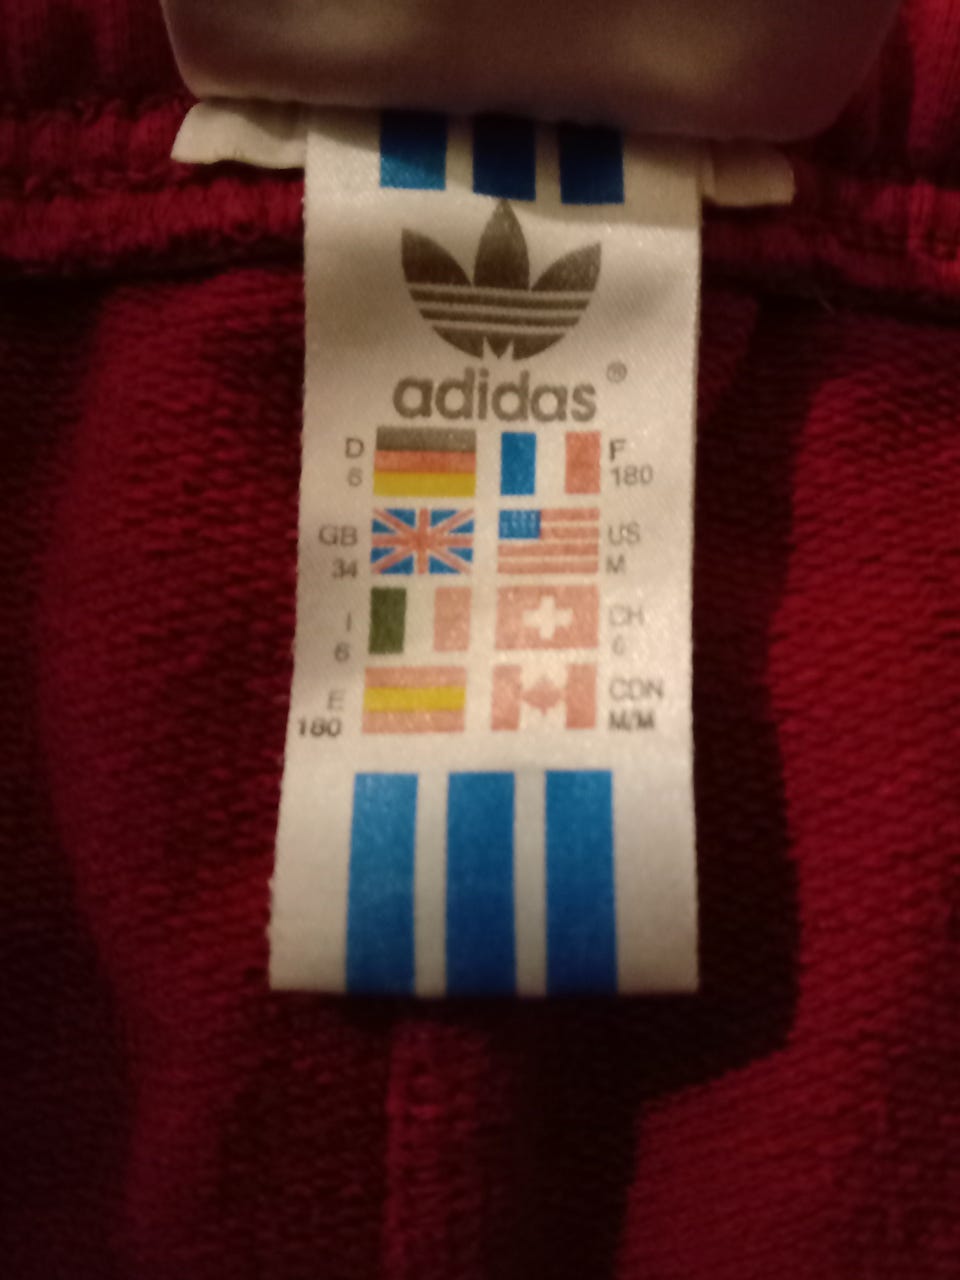 adidas ®
D F
6 180
GB US
34 M
I CH
6 6
E CDN
180 M/M